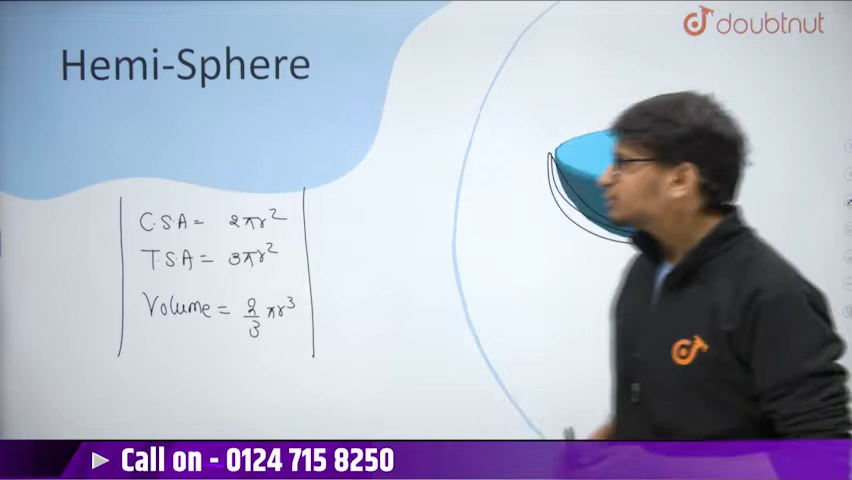 doubtnut
Hemi-Sphere
C.S.A = 2πr²
T.S.A = 3πr²
Volume = 2/3 πr³
Call on - 0124 715 8250